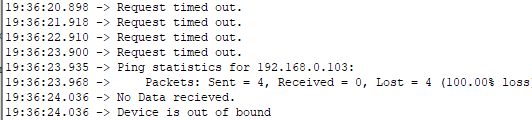 19:36:20.898 -> Request timed out.
19:36:21.918 -> Request timed out.
19:36:22.910 -> Request timed out.
19:36:23.900 -> Request timed out.
19:36:23.935 -> Ping statistics for 192.168.0.103:
19:36:23.968 ->     Packets: Sent = 4, Received = 0, Lost = 4 (100.00% loss
19:36:24.036 -> No Data recieved.
19:36:24.036 -> Device is out of bound